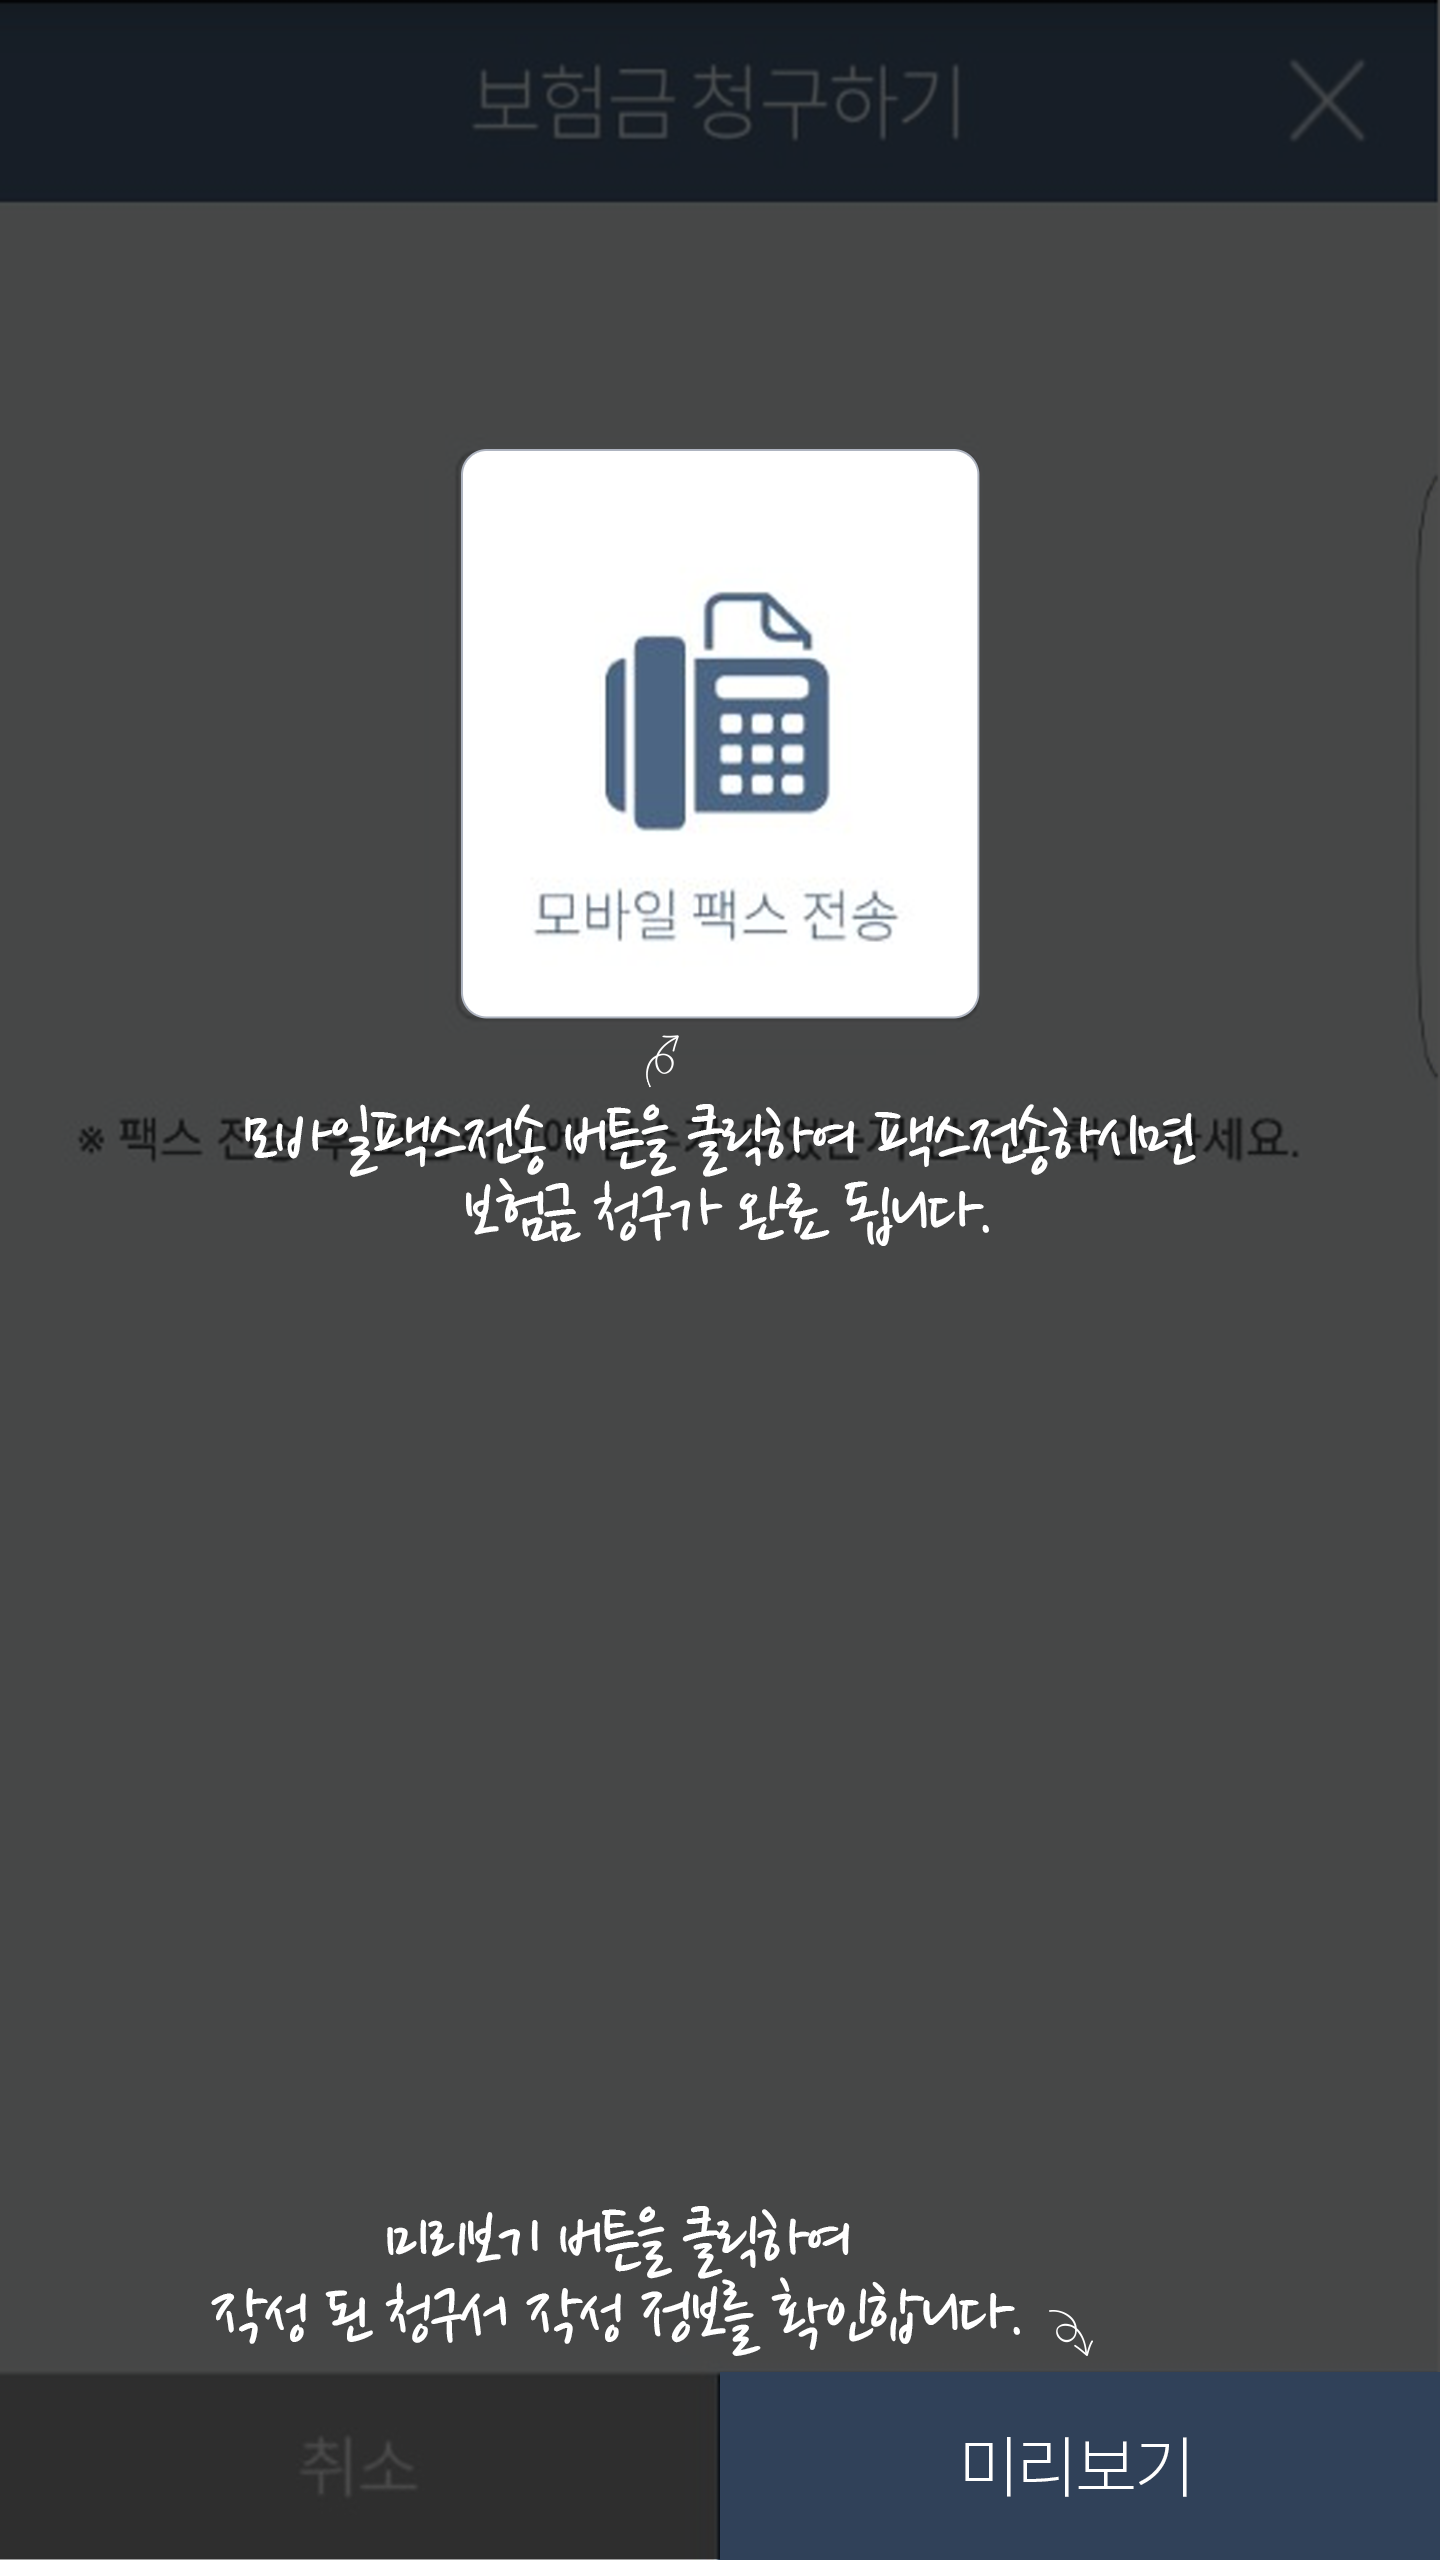 보험금 청구하기
모바일 팩스 전송
모바일팩스전송 버튼을 클릭하여 팩스전송하시면
※ 팩스 세요.
보험금 청구가 완료 됩니다.
미리보기 버튼을 클릭하여
작성 된 청구서 작성 정보를 확인합니다.
취소
미리보기